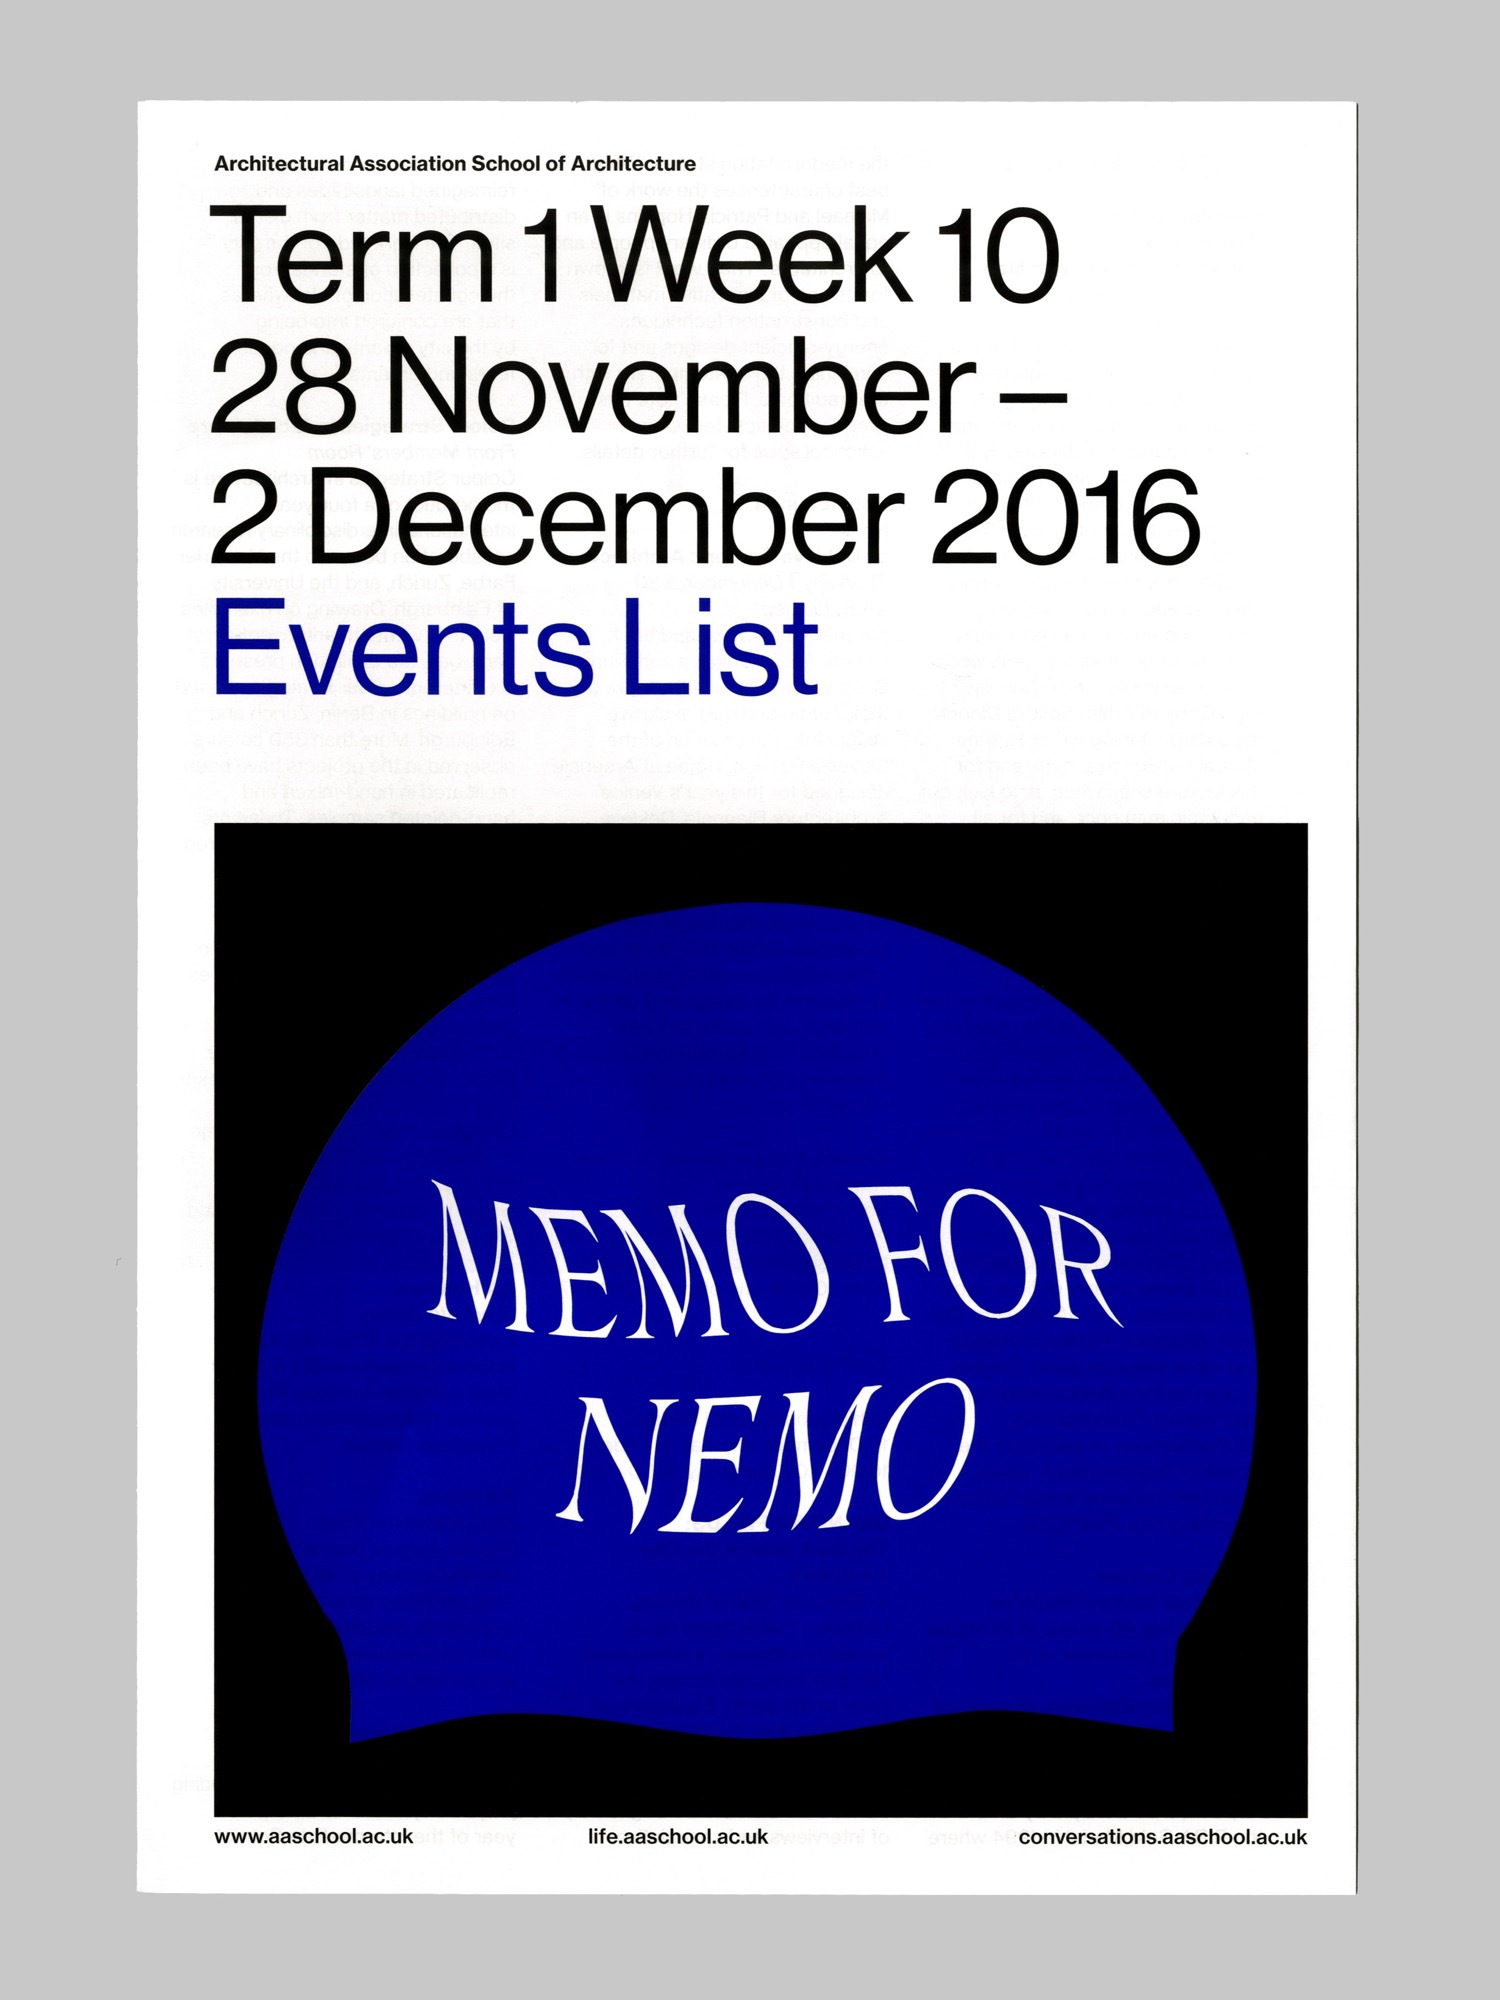 Architectural Association School of Architecture
Term 1 Week 10
28 November –
2 December 2016
Events List
MEMO FOR
NEMO
www.aaschool.ac.uk
life.aaschool.ac.uk
conversations.aaschool.ac.uk